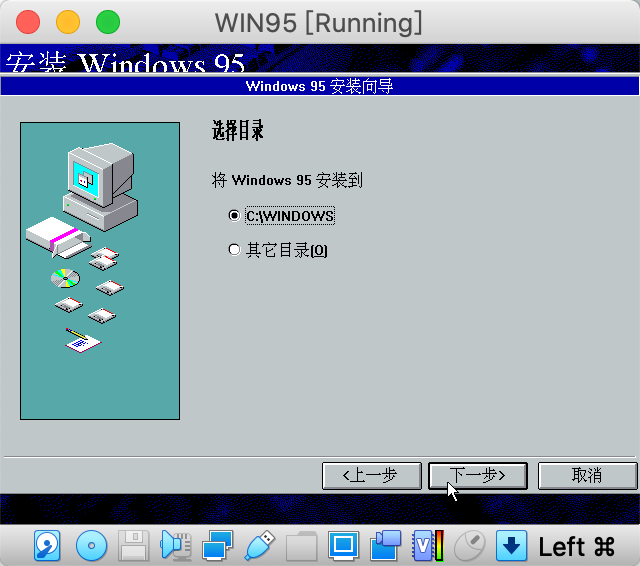 WIN95 [Running]
安装 Windows 95
Windows 95 安装向导
选择目录
将 Windows 95 安装到
C:\WINDOWS
其它目录(O)
<上一步
下一步>
取消
V
Left ⌘